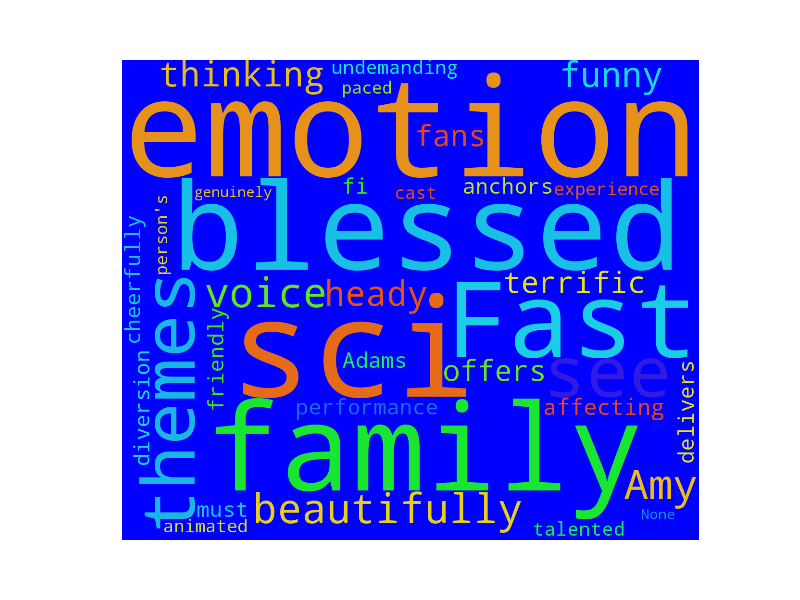 thinking
undemanding
funny
paced
emotion
fans
blessed
genuinely
fi
cast
anchors
experience
person's
cheerfully
themes
voice
heady
terrific
Fast
sci
friendly
Adams
offers
see
diversion
delivers
family
performance
affecting
Amy
beautifully
must
None
animated
talented